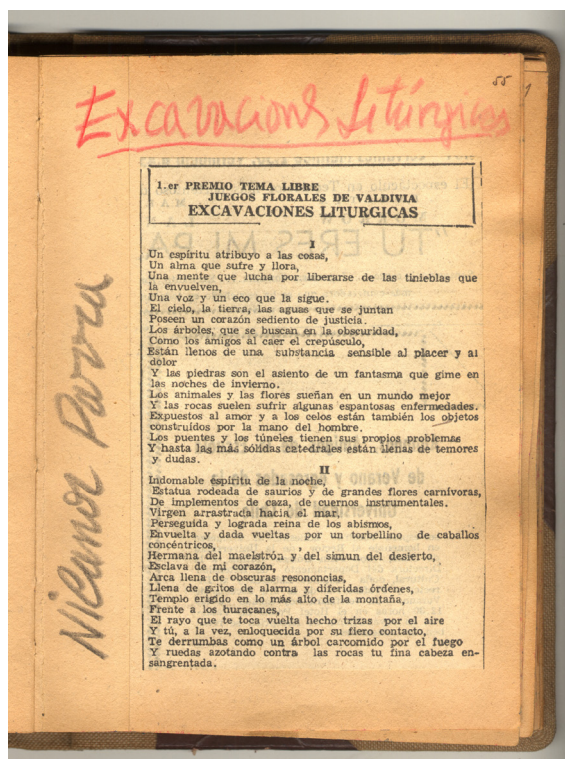 55
Excavaciones Litúrgicas
1.er PREMIO TEMA LIBRE
JUEGOS FLORALES DE VALDIVIA
EXCAVACIONES LITURGICAS
I
Un espíritu atribuyo a las cosas,
Un alma que sufre y llora,
Una mente que lucha por liberarse de las tinieblas que
la envuelven,
Una voz y un eco que la sigue.
El cielo, la tierra, las aguas que se juntan
Poseen un corazón sediento de justicia.
Los árboles, que se buscan en la obscuridad,
Como los amigos al caer el crepúsculo,
Están llenos de una substancia sensible al placer y al
dolor
Y las piedras son el asiento de un fantasma que gime en
las noches de invierno.
Los animales y las flores sueñan en un mundo mejor
Y las rocas suelen sufrir algunas espantosas enfermedades.
Expuestos al amor y a los celos están también los objetos
construídos por la mano del hombre.
Los puentes y los túneles tienen sus propios problemas
Y hasta las más sólidas catedrales están llenas de temores
y dudas.
II
Indomable espíritu de la noche,
Estatua rodeada de saurios y de grandes flores carnívoras,
De implementos de caza, de cuernos instrumentales.
Virgen arrastrada hacia el mar,
Perseguida y lograda reina de los abismos,
Envuelta y dada vueltas por un torbellino de caballos
concéntricos,
Hermana del maelstrón y del simun del desierto,
Esclava de mi corazón,
Arca llena de obscuras resononcias,
Llena de gritos de alarma y diferidas órdenes,
Templo erigido en lo más alto de la montaña,
Frente a los huracanes,
El rayo que te toca vuelta hecho trizas por el aire
Y tú, a la vez, enloquecida por su fiero contacto,
Te derrumbas como un árbol carcomido por el fuego
Y ruedas azotando contra las rocas tu fina cabeza en-
sangrentada.
Nicanor Parra